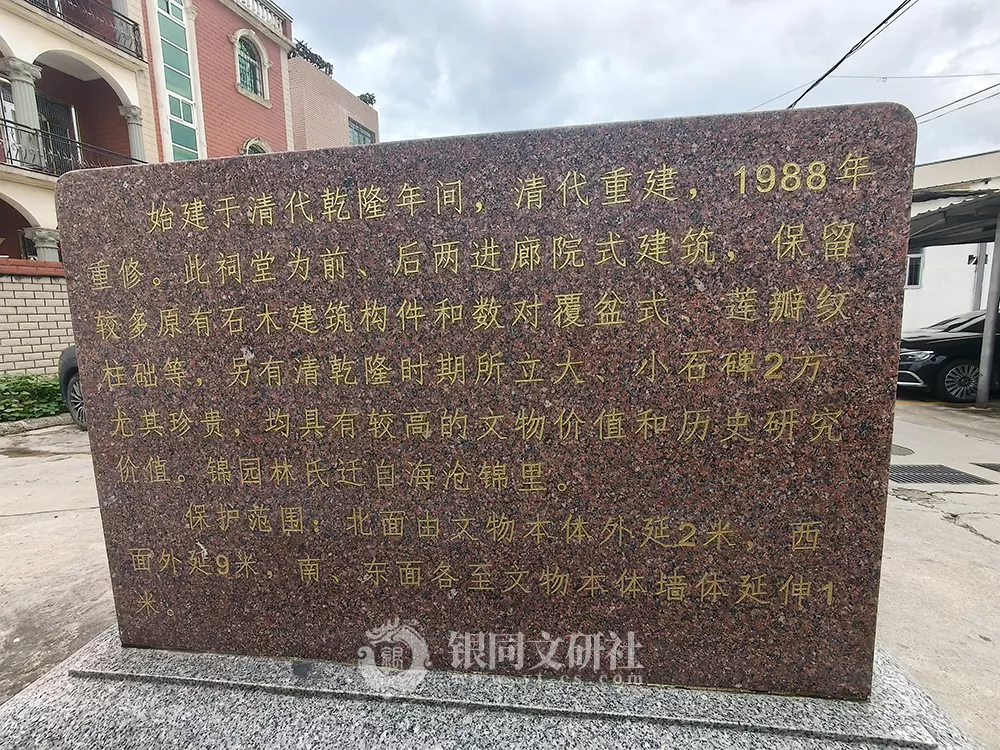 始建于清代乾隆年间，清代重建，1988年
重修。此祠堂为前、后两进廊院式建筑，保留
较多原有石木建筑构件和数对覆盆式 莲瓣纹
柱础等，另有清乾隆时期所立大、小石碑2方
尤其珍贵，均具有较高的文物价值和历史研究
价值。锦园林氏迁自海沧锦里。
保护范围：北面由文物本体外延2米，西
面外延9米，南、东面各至文物本体墙体延伸1
米。
银同文研社